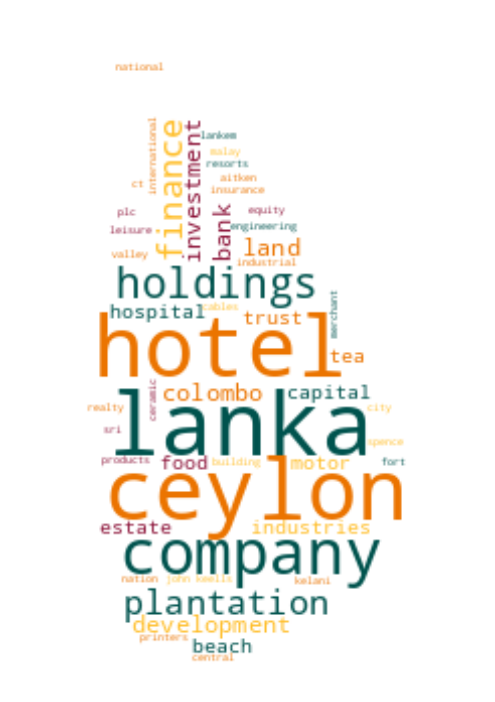 national
international
finance
investment
lankem
malay
resorts
ct
aitken
insurance
plc
bank
equity
leisure
engineering
valley
land
industrial
holdings
hospital
cables
trust
merchant
hotel
tea
ceramic
colombo
capital
lanka
realty
city
sri
spence
products
food
building
motor
fort
ceylon
estate
industries
company
nation
john keells
kelani
plantation
development
printers
beach
central